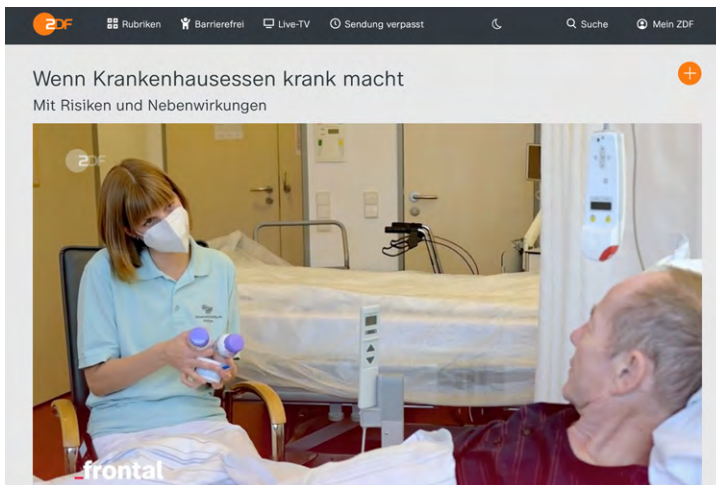 ZDF Rubriken Barrierefrei Live-TV Sendung verpasst Suche Mein ZDF
Wenn Krankenhausessen krank macht
Mit Risiken und Nebenwirkungen
ZDF
_frontal